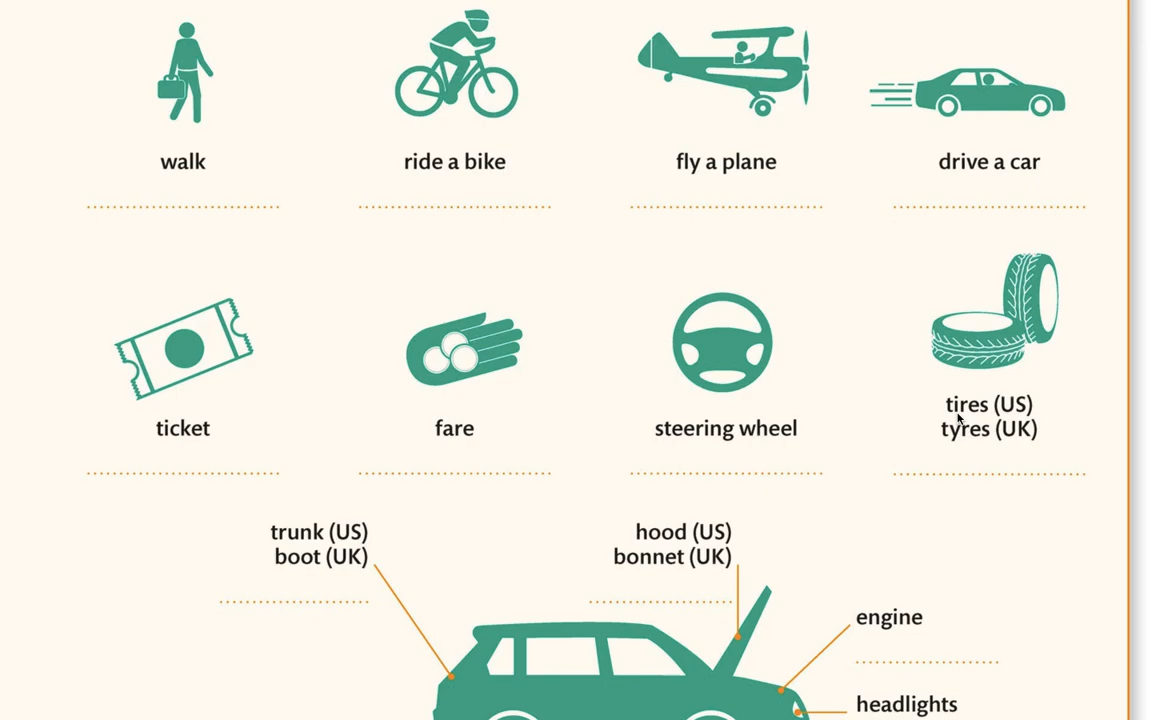 walk
ride a bike
fly a plane
drive a car
ticket
fare
steering wheel
tires (US)
tyres (UK)
trunk (US)
boot (UK)
hood (US)
bonnet (UK)
engine
headlights